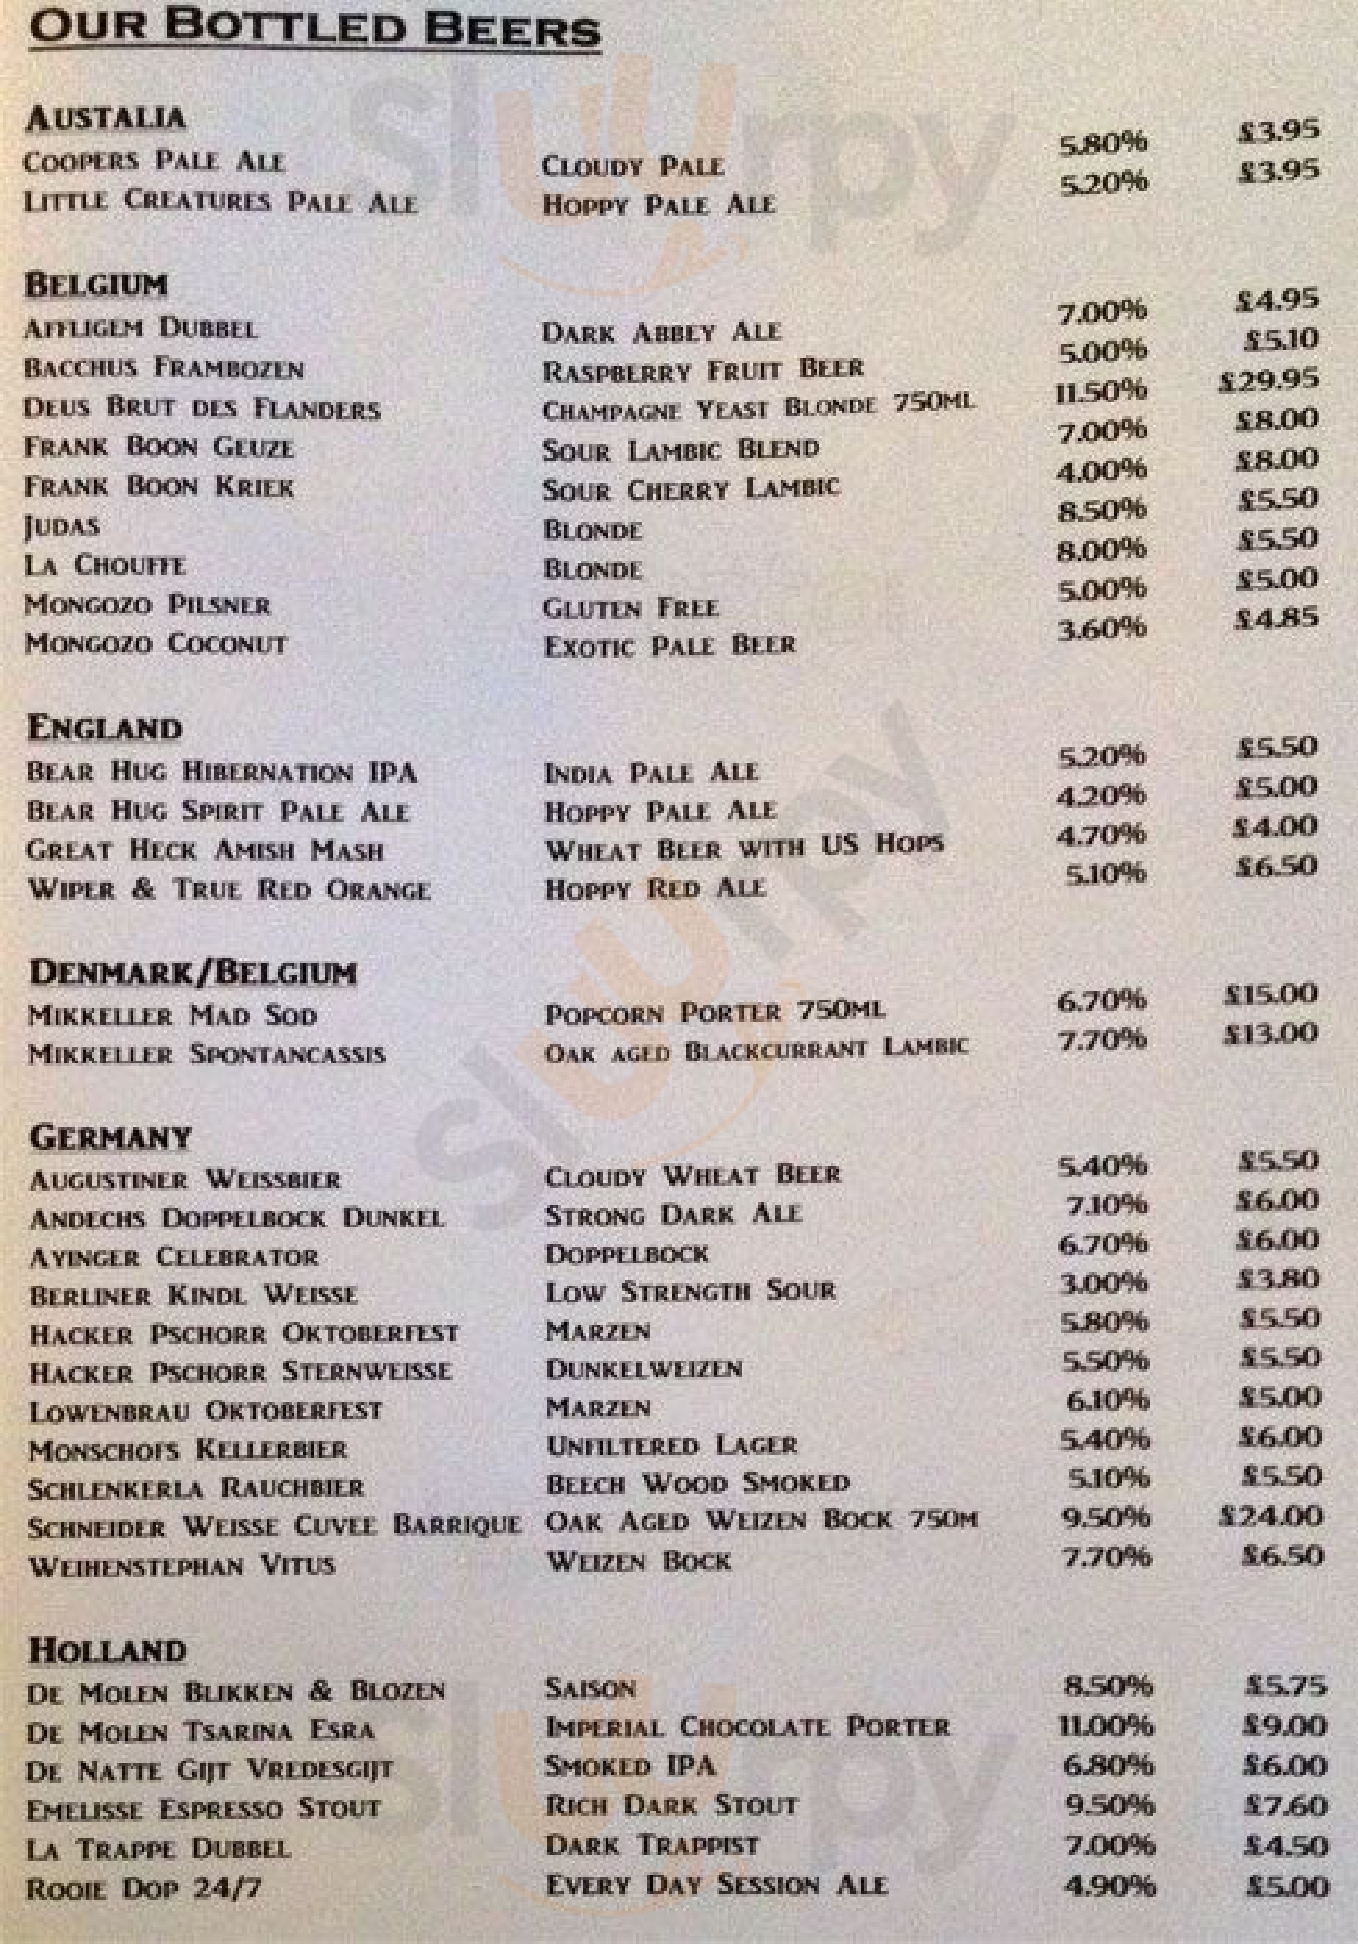 OUR BOTTLED BEERS
AUSTALIA
COOPERS PALE ALE CLOUDY PALE 5.80% £3.95
LITTLE CREATURES PALE ALE HOPPY PALE ALE 5.20% £3.95
BELGIUM
AFFLIGEM DUBBEL DARK ABBEY ALE 7.00% £4.95
BACCHUS FRAMBOZEN RASPBERRY FRUIT BEER 5.00% £5.10
DEUS BRUT DES FLANDERS CHAMPAGNE YEAST BLONDE 750ML 11.50% £29.95
FRANK BOON GEUZE SOUR LAMBIC BLEND 7.00% £8.00
FRANK BOON KRIEK SOUR CHERRY LAMBIC 4.00% £8.00
JUDAS BLONDE 8.50% £5.50
LA CHOUFFE BLONDE 8.00% £5.50
MONGOZO PILSNER GLUTEN FREE 5.00% £5.00
MONGOZO COCONUT EXOTIC PALE BEER 3.60% £4.85
ENGLAND
BEAR HUG HIBERNATION IPA INDIA PALE ALE 5.20% £5.50
BEAR HUG SPIRIT PALE ALE HOPPY PALE ALE 4.20% £5.00
GREAT HECK AMISH MASH WHEAT BEER WITH US HOPS 4.70% £4.00
WIPER & TRUE RED ORANGE HOPPY RED ALE 5.10% £6.50
DENMARK/BELGIUM
MIKKELLER MAD SOD POPCORN PORTER 750ML 6.70% £15.00
MIKKELLER SPONTANCASSIS OAK AGED BLACKCURRANT LAMBIC 7.70% £13.00
GERMANY
AUGUSTINER WEISSBIER CLOUDY WHEAT BEER 5.40% £5.50
ANDECHS DOPPELBOCK DUNKEL STRONG DARK ALE 7.10% £6.00
AYINGER CELEBRATOR DOPPELBOCK 6.70% £6.00
BERLINER KINDL WEISSE LOW STRENGTH SOUR 3.00% £3.80
HACKER PSCHORR OKTOBERFEST MARZEN 5.80% £5.50
HACKER PSCHORR STERNWEISSE DUNKELWEIZEN 5.50% £5.50
LOWENBRAU OKTOBERFEST MARZEN 6.10% £5.00
MONSCHOFS KELLERBIER UNFILTERED LAGER 5.40% £6.00
SCHLENKERLA RAUCHBIER BEECH WOOD SMOKED 5.10% £5.50
SCHNEIDER WEISSE CUVEE BARRIQUE OAK AGED WEIZEN BOCK 750M 9.50% £24.00
WEIHENSTEPHAN VITUS WEIZEN BOCK 7.70% £6.50
HOLLAND
DE MOLEN BLIKKEN & BLOZEN SAISON 8.50% £5.75
DE MOLEN TSARINA ESRA IMPERIAL CHOCOLATE PORTER 11.00% £9.00
DE NATTE GIJT VREDESGIJT SMOKED IPA 6.80% £6.00
EMELISSE ESPRESSO STOUT RICH DARK STOUT 9.50% £7.60
LA TRAPPE DUBBEL DARK TRAPPIST 7.00% £4.50
ROOIE DOP 24/7 EVERY DAY SESSION ALE 4.90% £5.00
sluurpy
sluurpy
sluurpy